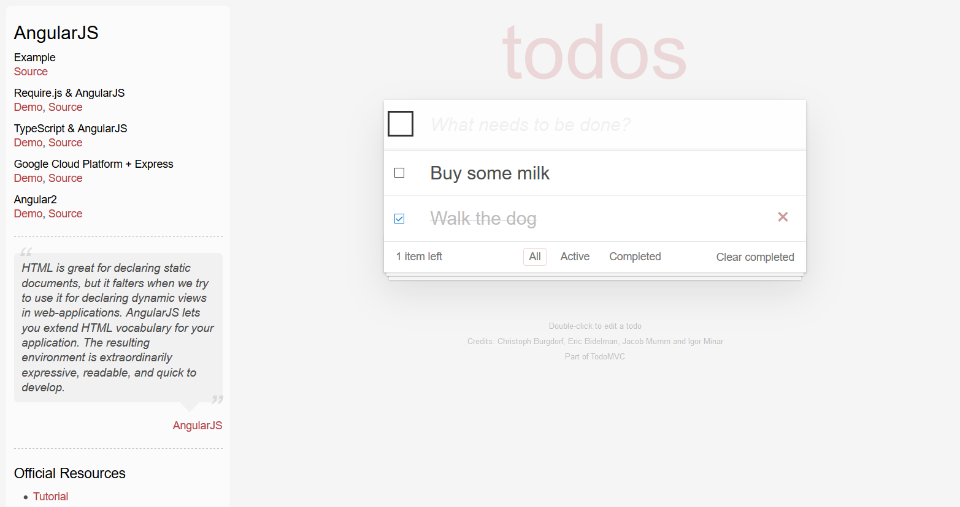 AngularJS
Example
Source
Require.js & AngularJS
Demo, Source
TypeScript & AngularJS
Demo, Source
Google Cloud Platform + Express
Demo, Source
Angular2
Demo, Source
“
HTML is great for declaring static
documents, but it falters when we try
to use it for declaring dynamic views
in web-applications. AngularJS lets
you extend HTML vocabulary for your
application. The resulting
environment is extraordinarily
expressive, readable, and quick to
develop.
”
AngularJS
Official Resources
• Tutorial
todos
What needs to be done?
Buy some milk
Walk the dog ×
1 item left All Active Completed Clear completed
Double-click to edit a todo
Credits: Christoph Burgdorf, Eric Bidelman, Jacob Mumm and Igor Minar
Part of TodoMVC